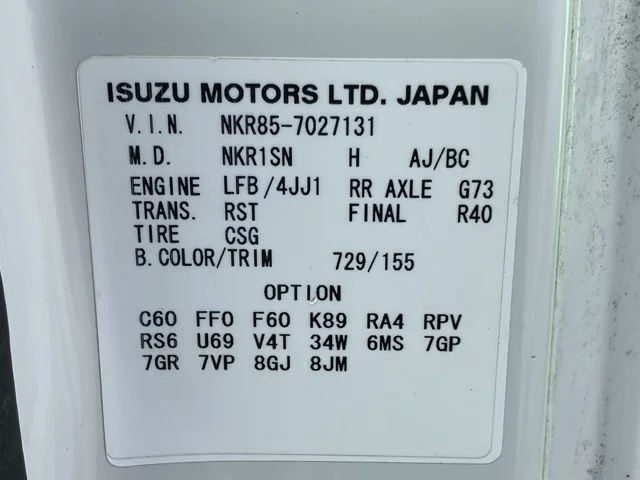 ISUZU MOTORS LTD. JAPAN
V.I.N. NKR85-7027131
M.D. NKR1SN H AJ/BC
ENGINE LFB/4JJ1 RR AXLE G73
TRANS. RST FINAL R40
TIRE CSG
B.COLOR/TRIM 729/155
OPTION
C60 FF0 F60 K89 RA4 RPV
RS6 U69 V4T 34W 6MS 7GP
7GR 7VP 8GJ 8JM